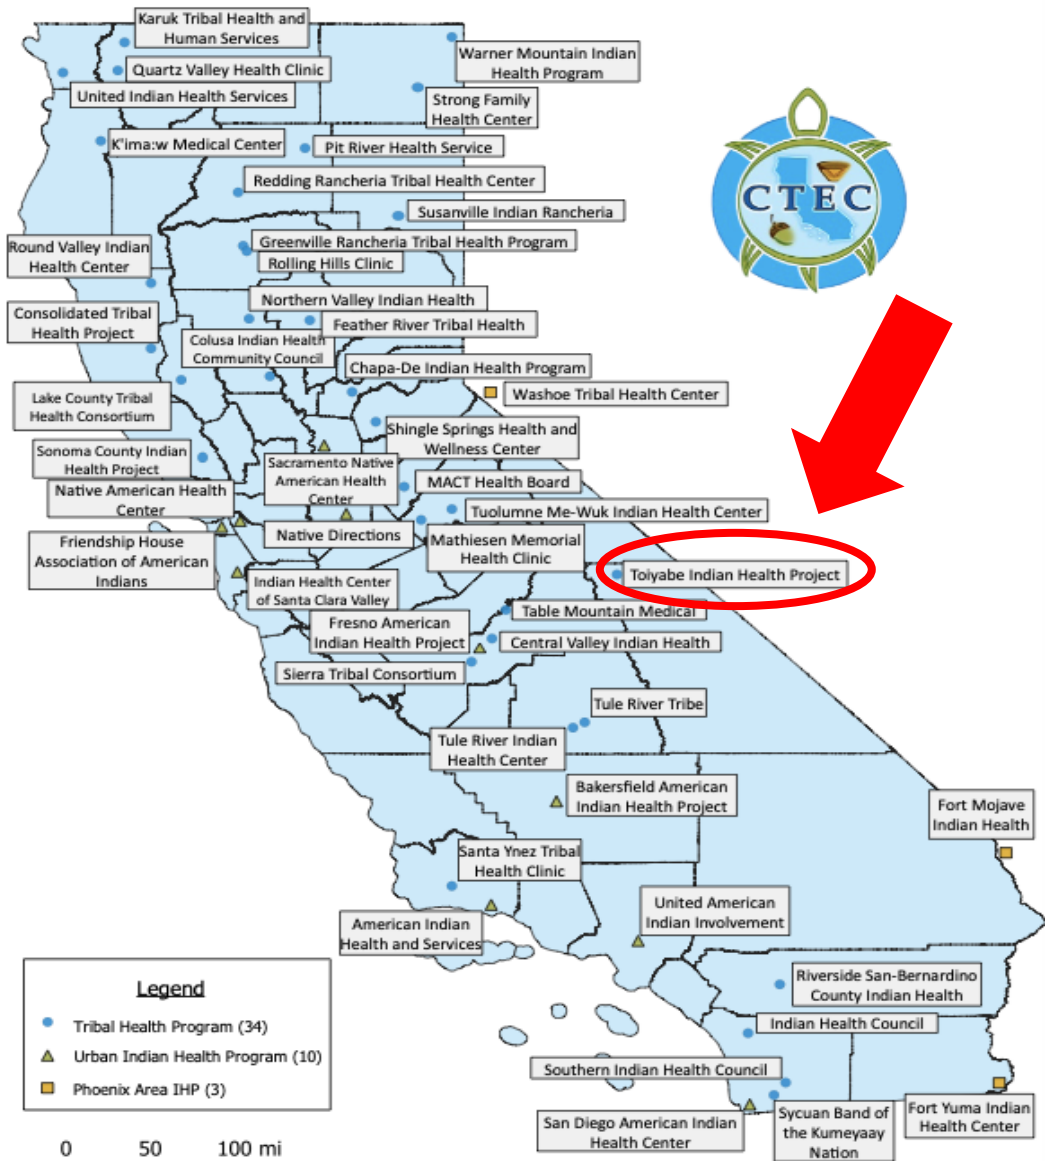 Karuk Tribal Health and
Human Services
Warner Mountain Indian
Health Program
Quartz Valley Health Clinic
United Indian Health Services
Strong Family
Health Center
K'ima:w Medical Center
Pit River Health Service
Redding Rancheria Tribal Health Center
CTEC
Susanville Indian Rancheria
Round Valley Indian
Health Center
Greenville Rancheria Tribal Health Program
Rolling Hills Clinic
Northern Valley Indian Health
Consolidated Tribal
Health Project
Feather River Tribal Health
Colusa Indian Health
Community Council
Chapa-De Indian Health Program
Washoe Tribal Health Center
Lake County Tribal
Health Consortium
Shingle Springs Health and
Wellness Center
Sonoma County Indian
Health Project
Sacramento Native
American Health
Center
MACT Health Board
Native American Health
Center
Tuolumne Me-Wuk Indian Health Center
Native Directions
Mathiesen Memorial
Health Clinic
Friendship House
Association of American
Indians
Toiyabe Indian Health Project
Indian Health Center
of Santa Clara Valley
Table Mountain Medical
Fresno American
Indian Health Project
Central Valley Indian Health
Sierra Tribal Consortium
Tule River Tribe
Tule River Indian
Health Center
Bakersfield American
Indian Health Project
Fort Mojave
Indian Health
Santa Ynez Tribal
Health Clinic
United American
Indian Involvement
American Indian
Health and Services
Riverside San-Bernardino
County Indian Health
Indian Health Council
Southern Indian Health Council
San Diego American Indian
Health Center
Sycuan Band of
the Kumeyaay
Nation
Fort Yuma Indian
Health Center
Legend
Tribal Health Program (34)
Urban Indian Health Program (10)
Phoenix Area IHP (3)
0 50 100 mi